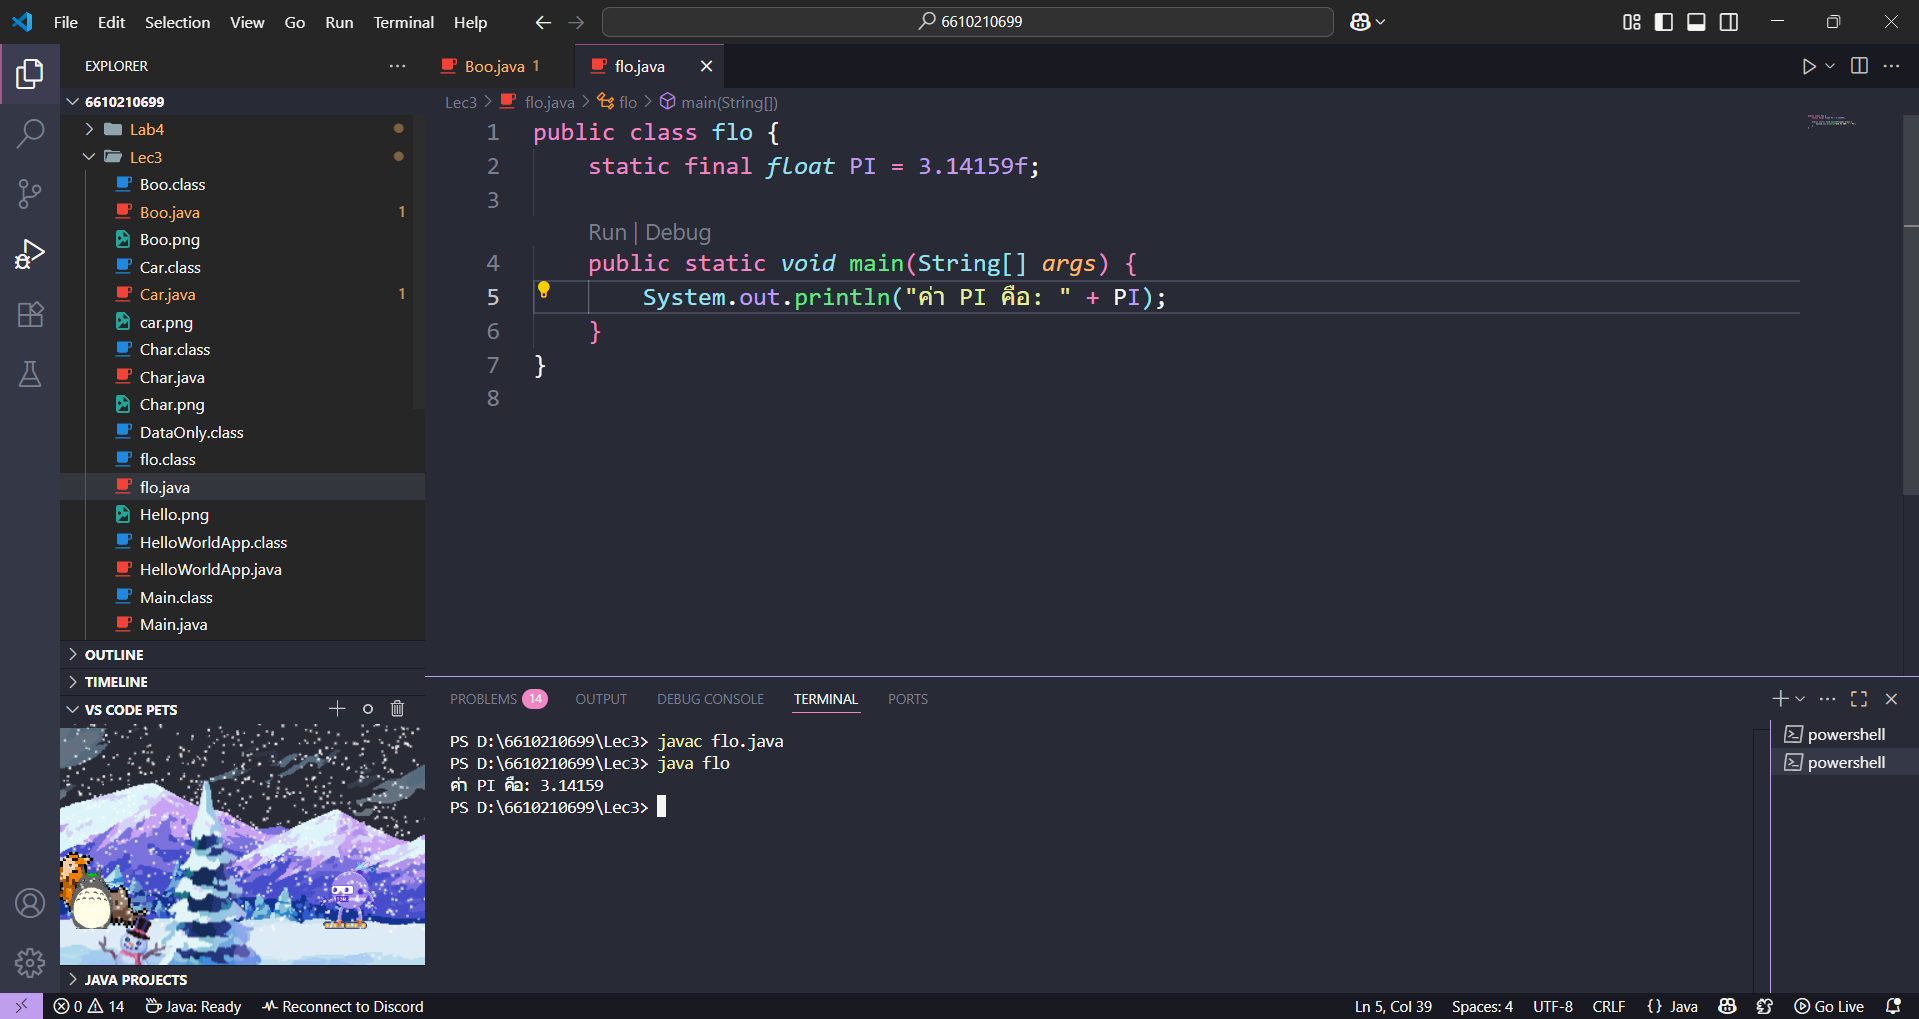 File Edit Selection View Go Run Terminal Help
6610210699
EXPLORER
6610210699
Lab4
Lec3
Boo.class
Boo.java 1
Boo.png
Car.class
Car.java 1
car.png
Char.class
Char.java
Char.png
DataOnly.class
flo.class
flo.java
Hello.png
HelloWorldApp.class
HelloWorldApp.java
Main.class
Main.java
OUTLINE
TIMELINE
VS CODE PETS
JAVA PROJECTS
Boo.java 1
flo.java
Lec3 > flo.java > flo > main(String[])
1 public class flo {
2 static final float PI = 3.14159f;
3
Run | Debug
4 public static void main(String[] args) {
5 System.out.println("ค่า PI คือ: " + PI);
6 }
7 }
8
PROBLEMS 14 OUTPUT DEBUG CONSOLE TERMINAL PORTS
PS D:\6610210699\Lec3> javac flo.java
PS D:\6610210699\Lec3> java flo
ค่า PI คือ: 3.14159
PS D:\6610210699\Lec3>
powershell
powershell
0 14 Java: Ready Reconnect to Discord
Ln 5, Col 39 Spaces: 4 UTF-8 CRLF {} Java Go Live